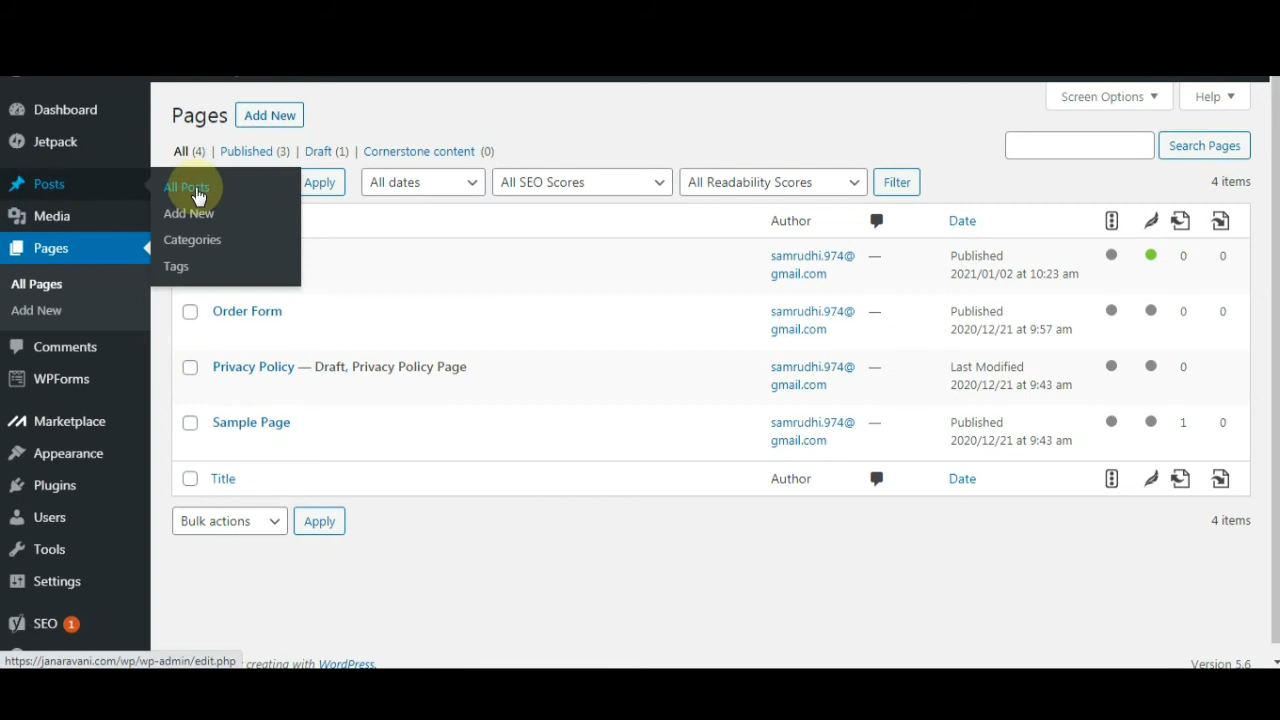 Dashboard
Jetpack
Posts
Media
Pages
All Pages
Add New
Comments
WPForms
Marketplace
Appearance
Plugins
Users
Tools
Settings
SEO 1
All Posts
Add New
Categories
Tags
Screen Options Help
Pages Add New
All (4) | Published (3) | Draft (1) | Cornerstone content (0)
Search Pages
Apply All dates All SEO Scores All Readability Scores Filter 4 items
Author Date
samrudhi.974@ — Published 0 0
gmail.com 2021/01/02 at 10:23 am
Order Form samrudhi.974@ — Published 0 0
gmail.com 2020/12/21 at 9:57 am
Privacy Policy — Draft, Privacy Policy Page samrudhi.974@ — Last Modified 0
gmail.com 2020/12/21 at 9:43 am
Sample Page samrudhi.974@ — Published 1 0
gmail.com 2020/12/21 at 9:43 am
Title Author Date
Bulk actions Apply 4 items
https://janaravani.com/wp/wp-admin/edit.php creating with WordPress. Version 5.6